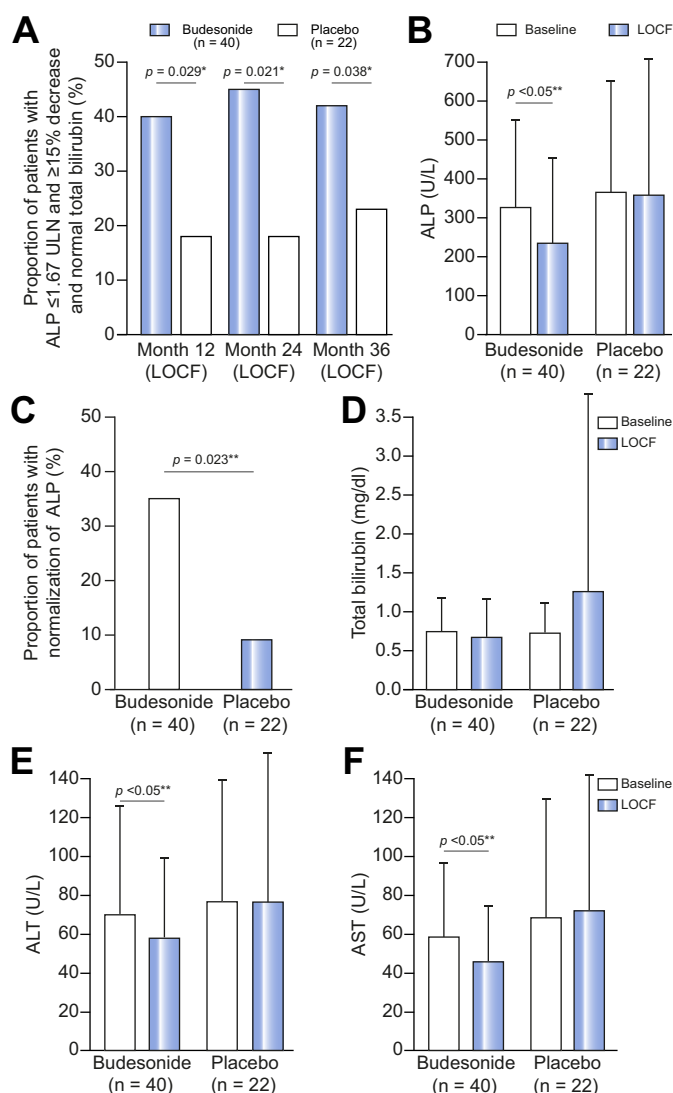 A
Budesonide
(n = 40)
Placebo
(n = 22)
Proportion of patients with
ALP ≤1.67 ULN and ≥15% decrease
and normal total bilirubin (%)
50
40
30
20
10
0
p = 0.029*
p = 0.021*
p = 0.038*
Month 12
(LOCF)
Month 24
(LOCF)
Month 36
(LOCF)
B
Baseline
LOCF
ALP (U/L)
700
600
500
400
300
200
100
0
p <0.05**
Budesonide
(n = 40)
Placebo
(n = 22)
C
Proportion of patients with
normalization of ALP (%)
50
40
30
20
10
0
p = 0.023**
Budesonide
(n = 40)
Placebo
(n = 22)
D
Baseline
LOCF
Total bilirubin (mg/dl)
3.5
3.0
2.5
2.0
1.5
1.0
0.5
0.0
Budesonide
(n = 40)
Placebo
(n = 22)
E
ALT (U/L)
140
120
100
80
60
40
20
0
p <0.05**
Budesonide
(n = 40)
Placebo
(n = 22)
F
Baseline
LOCF
AST (U/L)
140
120
100
80
60
40
20
0
p <0.05**
Budesonide
(n = 40)
Placebo
(n = 22)